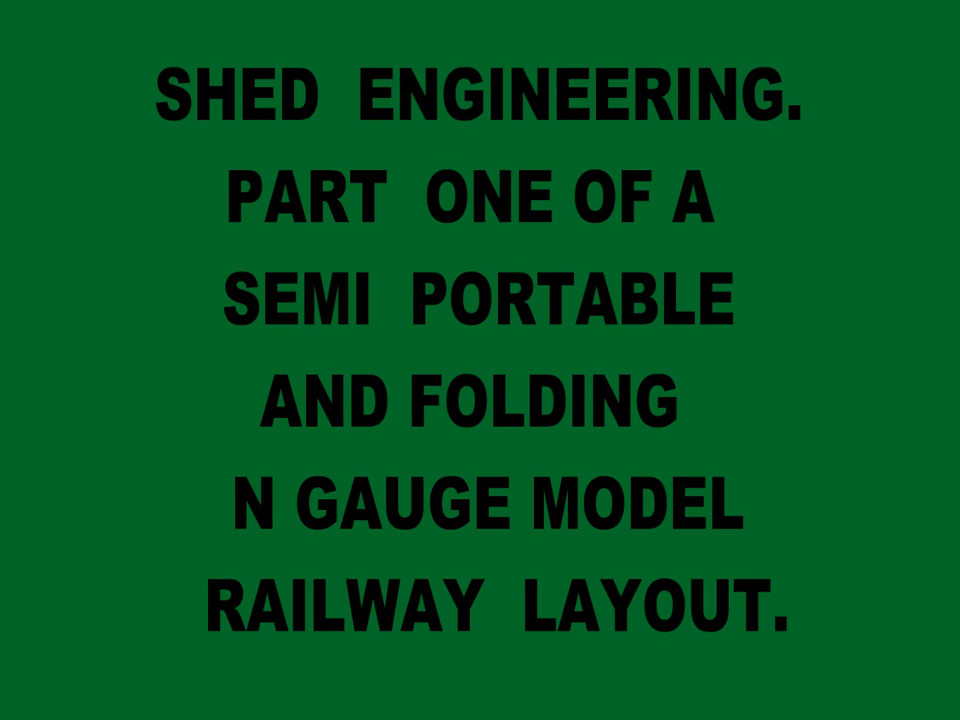 SHED ENGINEERING.
PART ONE OF A
SEMI PORTABLE
AND FOLDING
N GAUGE MODEL
RAILWAY LAYOUT.